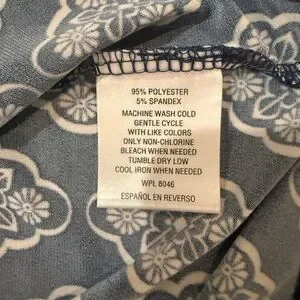 95% POLYESTER
5% SPANDEX
MACHINE WASH COLD
GENTLE CYCLE
WITH LIKE COLORS
ONLY NON-CHLORINE
BLEACH WHEN NEEDED
TUMBLE DRY LOW
COOL IRON WHEN NEEDED
WPL 8046
ESPAÑOL EN REVERSO